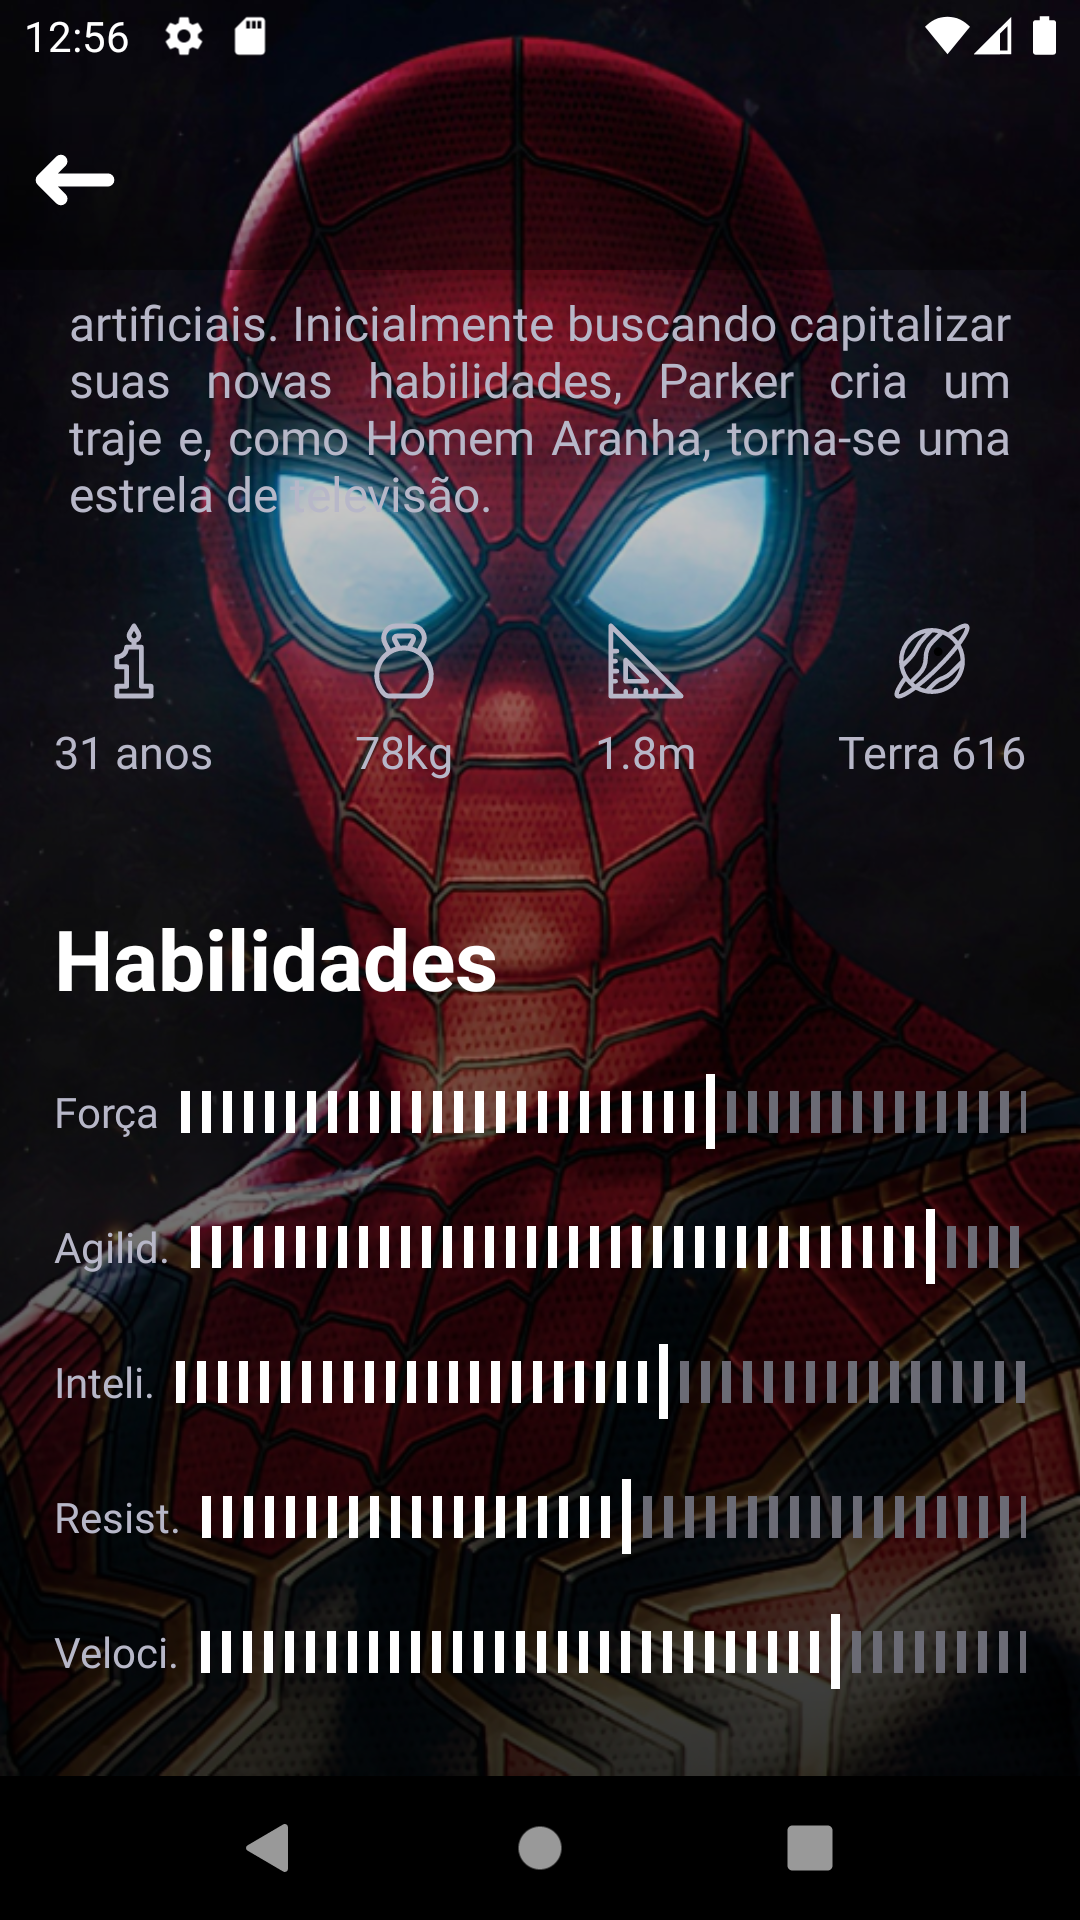 12:56
artificiais. Inicialmente buscando capitalizar
suas novas habilidades, Parker cria um
traje e, como Homem Aranha, torna-se uma
estrela de televisão.
31 anos
78kg
1.8m
Terra 616
Habilidades
Força
Agilid.
Inteli.
Resist.
Veloci.